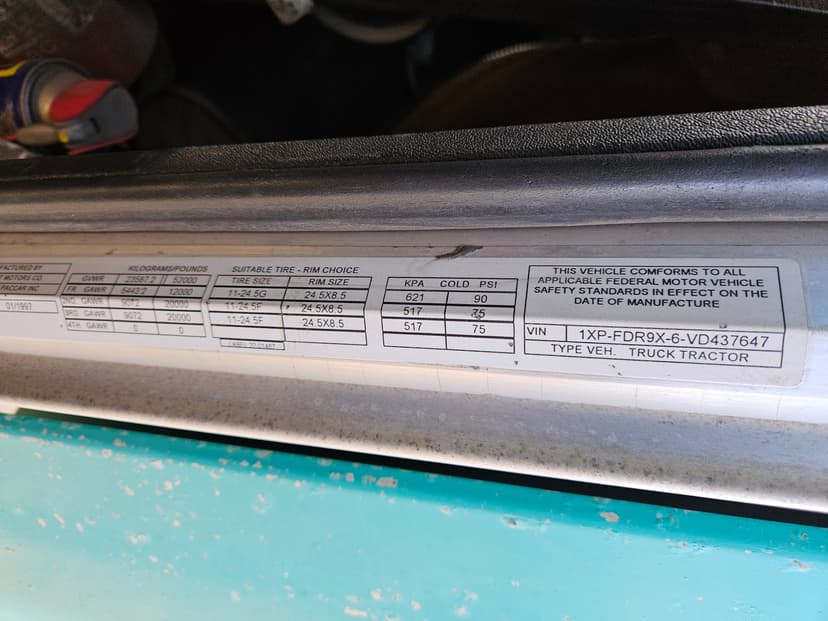 FACTURED BY
T MOTORS CO.
PACCAR INC
01/1997
KILOGRAMS/POUNDS
GVWR 23587.2 52000
FR GAWR 5443.2 12000
2ND. GAWR 9072 20000
3RD. GAWR 9072 20000
4TH. GAWR 0 0
SUITABLE TIRE - RIM CHOICE
TIRE SIZE RIM SIZE
11-24.5G 24.5X8.5
11-24.5F 24.5X8.5
11-24.5F 24.5X8.5
KPA COLD PSI
621 90
517 75
517 75
THIS VEHICLE COMFORMS TO ALL
APPLICABLE FEDERAL MOTOR VEHICLE
SAFETY STANDARDS IN EFFECT ON THE
DATE OF MANUFACTURE
VIN 1XP-FDR9X-6-VD437647
TYPE VEH. TRUCK TRACTOR